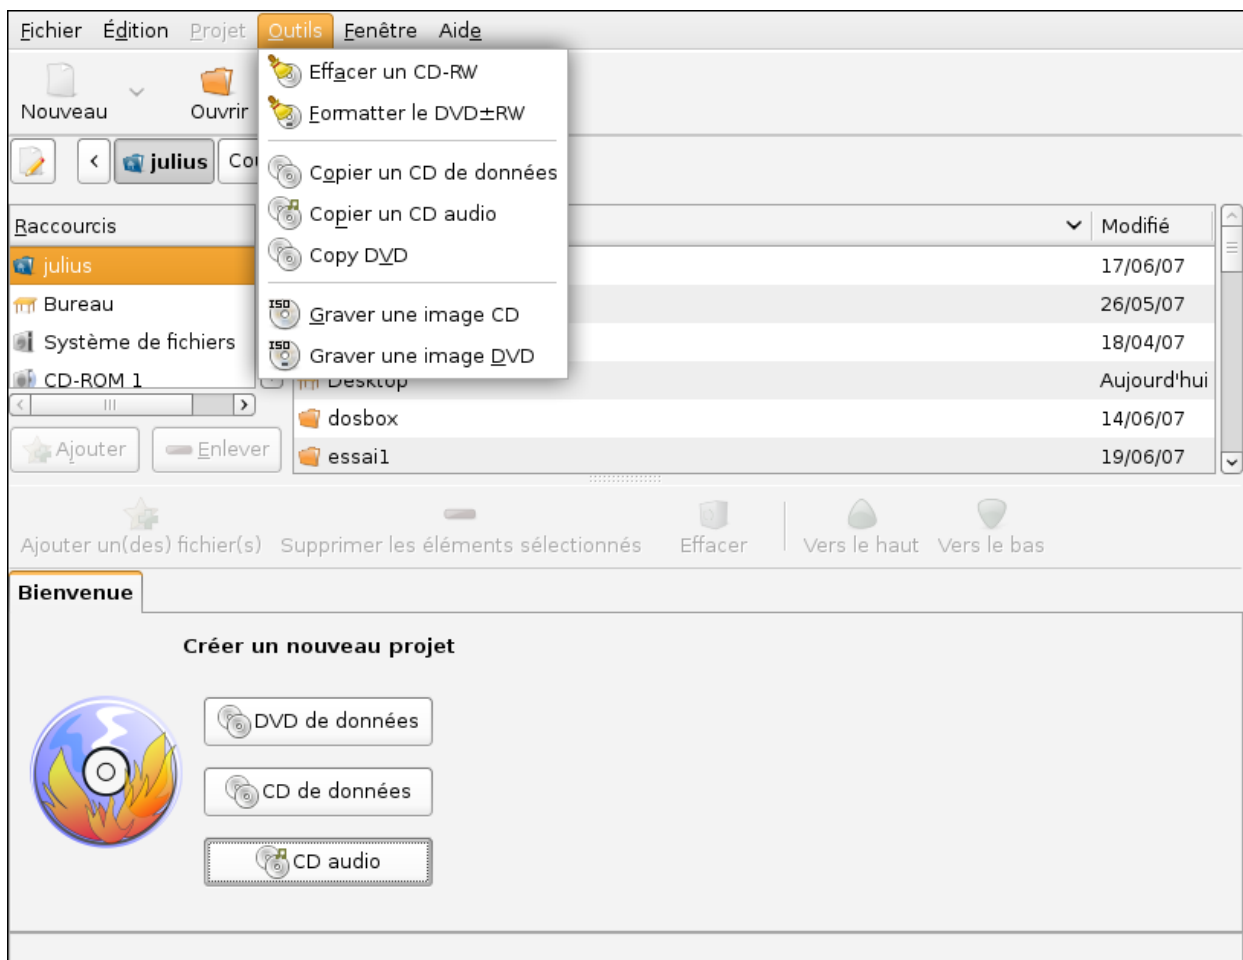 Fichier Édition Projet Outils Fenêtre Aide
Effacer un CD-RW
Formatter le DVD±RW
Copier un CD de données
Copier un CD audio
Copy DVD
Graver une image CD
Graver une image DVD
Nouveau Ouvrir
< julius
Raccourcis Modifié
julius 17/06/07
Bureau 26/05/07
Système de fichiers 18/04/07
CD-ROM 1 Desktop Aujourd'hui
dosbox 14/06/07
Ajouter Enlever essai1 19/06/07
Ajouter un(des) fichier(s) Supprimer les éléments sélectionnés Effacer Vers le haut Vers le bas
Bienvenue
Créer un nouveau projet
DVD de données
CD de données
CD audio